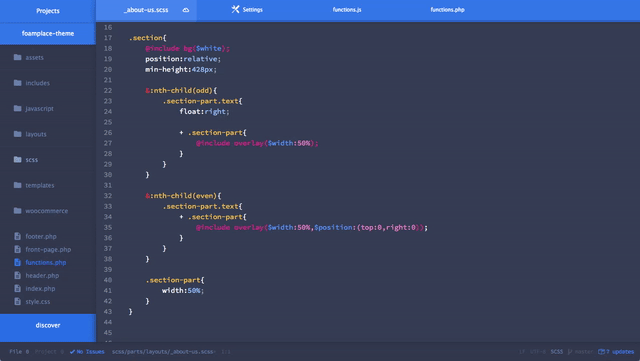 Projects
_about-us.scss
Settings
functions.js
functions.php
foamplace-theme
assets
includes
javascript
layouts
scss
templates
woocommerce
footer.php
front-page.php
functions.php
header.php
index.php
style.css
discover
16
17 .section{
18 @include bg($white);
19 position:relative;
20 min-height:428px;
21
22 &:nth-child(odd){
23 .section-part.text{
24 float:right;
25
26 + .section-part{
27 @include overlay($width:50%);
28 }
29 }
30 }
31
32 &:nth-child(even){
33 .section-part.text{
34 + .section-part{
35 @include overlay($width:50%,$position:(top:0,right:0));
36 }
37 }
38 }
39
40 .section-part{
41 width:50%;
42 }
43 }
44
45
File 0 Project 0 No Issues scss/parts/layouts/_about-us.scss SCSS 7 updates